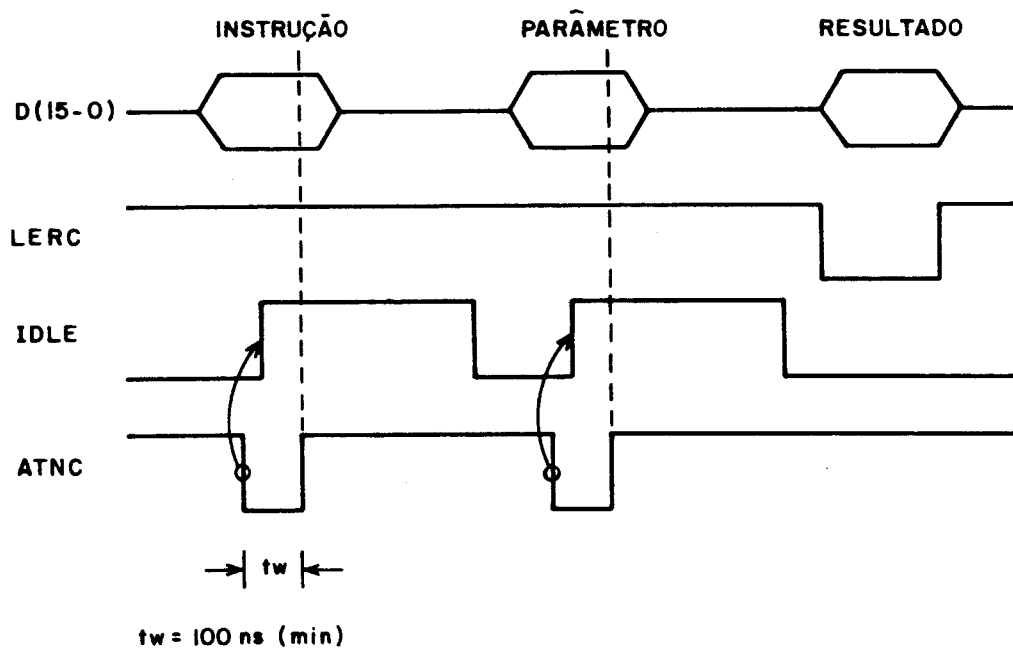 INSTRUÇÃO PARÂMETRO RESULTADO
D(15-0)
LERC
IDLE
ATNC
tw
tw = 100 ns (min)